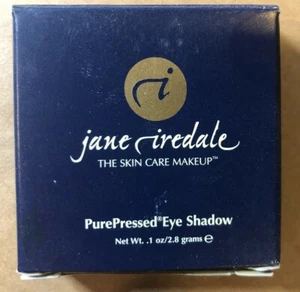 jane iredale
THE SKIN CARE MAKEUP™
PurePressed® Eye Shadow
Net Wt. .1 oz/2.8 grams ℮